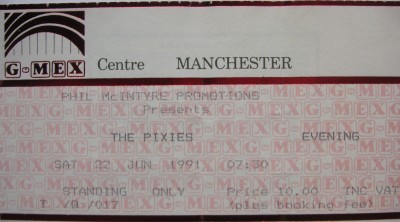 G-MEX Centre MANCHESTER
PHIL McINTYRE PROMOTIONS
Presents
THE PIXIES EVENING
SAT 22 JUN 1991 07:30
STANDING ONLY Price 10.00 INC VAT
(plus booking fee)